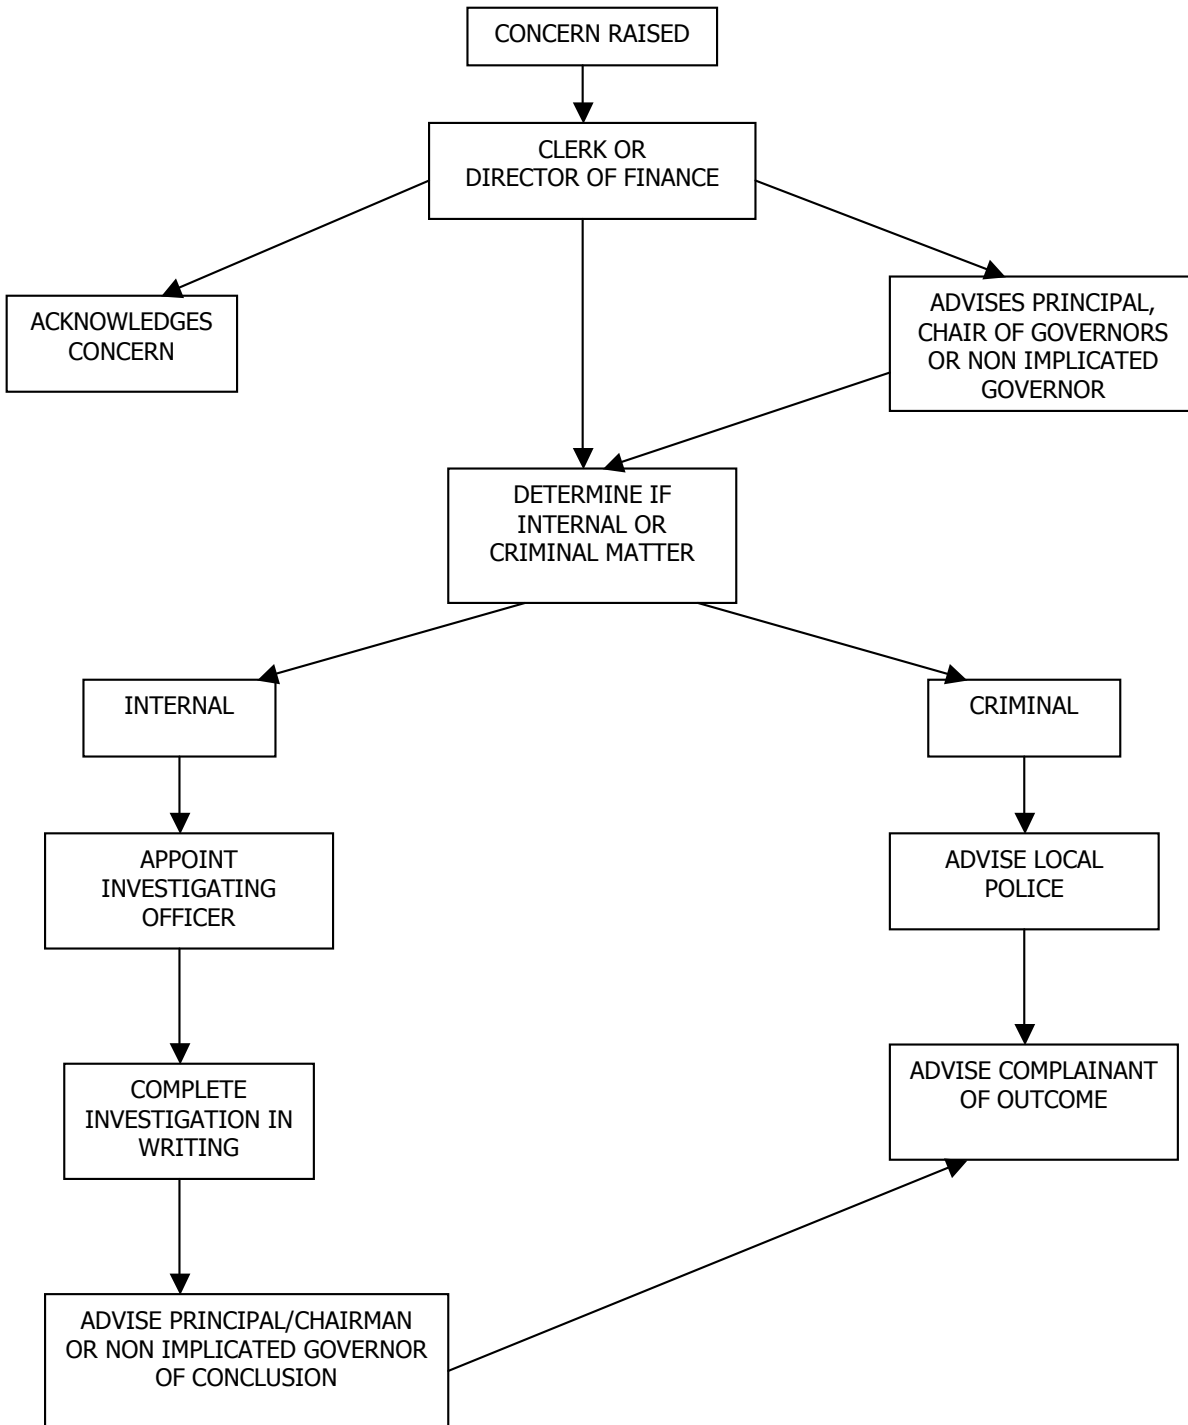 CONCERN RAISED
CLERK OR
DIRECTOR OF FINANCE
ACKNOWLEDGES
CONCERN
ADVISES PRINCIPAL,
CHAIR OF GOVERNORS
OR NON IMPLICATED
GOVERNOR
DETERMINE IF
INTERNAL OR
CRIMINAL MATTER
INTERNAL
CRIMINAL
APPOINT
INVESTIGATING
OFFICER
ADVISE LOCAL
POLICE
COMPLETE
INVESTIGATION IN
WRITING
ADVISE COMPLAINANT
OF OUTCOME
ADVISE PRINCIPAL/CHAIRMAN
OR NON IMPLICATED GOVERNOR
OF CONCLUSION